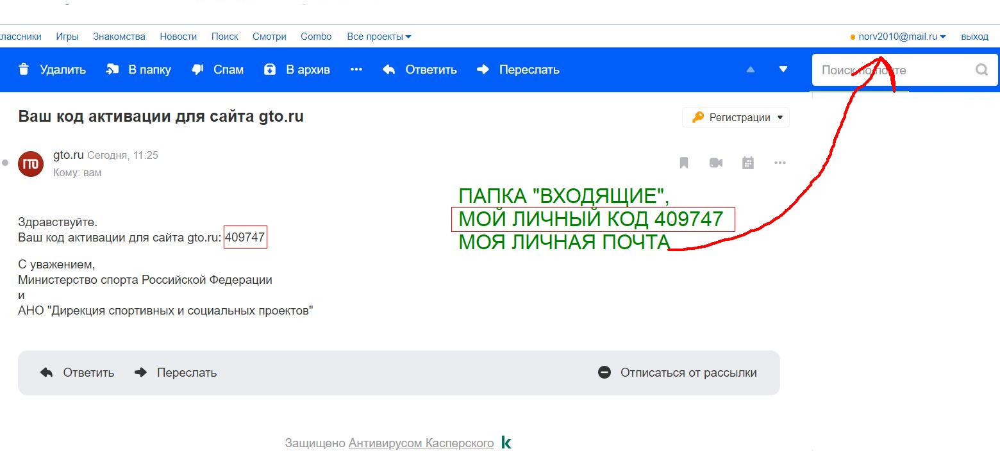 лассники Игры Знакомства Новости Поиск Смотри Combo Все проекты norv2010@mail.ru выход
Удалить В папку Спам В архив ... Ответить Переслать Поиск по почте
Ваш код активации для сайта gto.ru Регистрации
ГТО gto.ru Сегодня, 11:25
Кому: вам
ПАПКА "ВХОДЯЩИЕ",
МОЙ ЛИЧНЫЙ КОД 409747
МОЯ ЛИЧНАЯ ПОЧТА
Здравствуйте.
Ваш код активации для сайта gto.ru: 409747
С уважением,
Министерство спорта Российской Федерации
и
АНО "Дирекция спортивных и социальных проектов"
Ответить Переслать Отписаться от рассылки
Защищено Антивирусом Касперского k